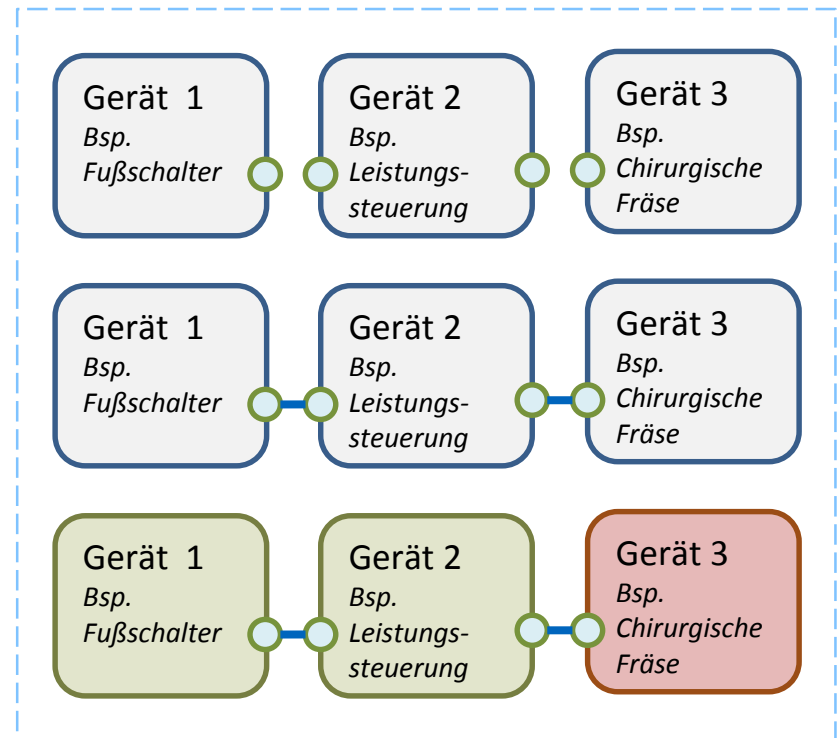 Gerät 1
Bsp.
Fußschalter
Gerät 2
Bsp.
Leistungs-
steuerung
Gerät 3
Bsp.
Chirurgische
Fräse
Gerät 1
Bsp.
Fußschalter
Gerät 2
Bsp.
Leistungs-
steuerung
Gerät 3
Bsp.
Chirurgische
Fräse
Gerät 1
Bsp.
Fußschalter
Gerät 2
Bsp.
Leistungs-
steuerung
Gerät 3
Bsp.
Chirurgische
Fräse